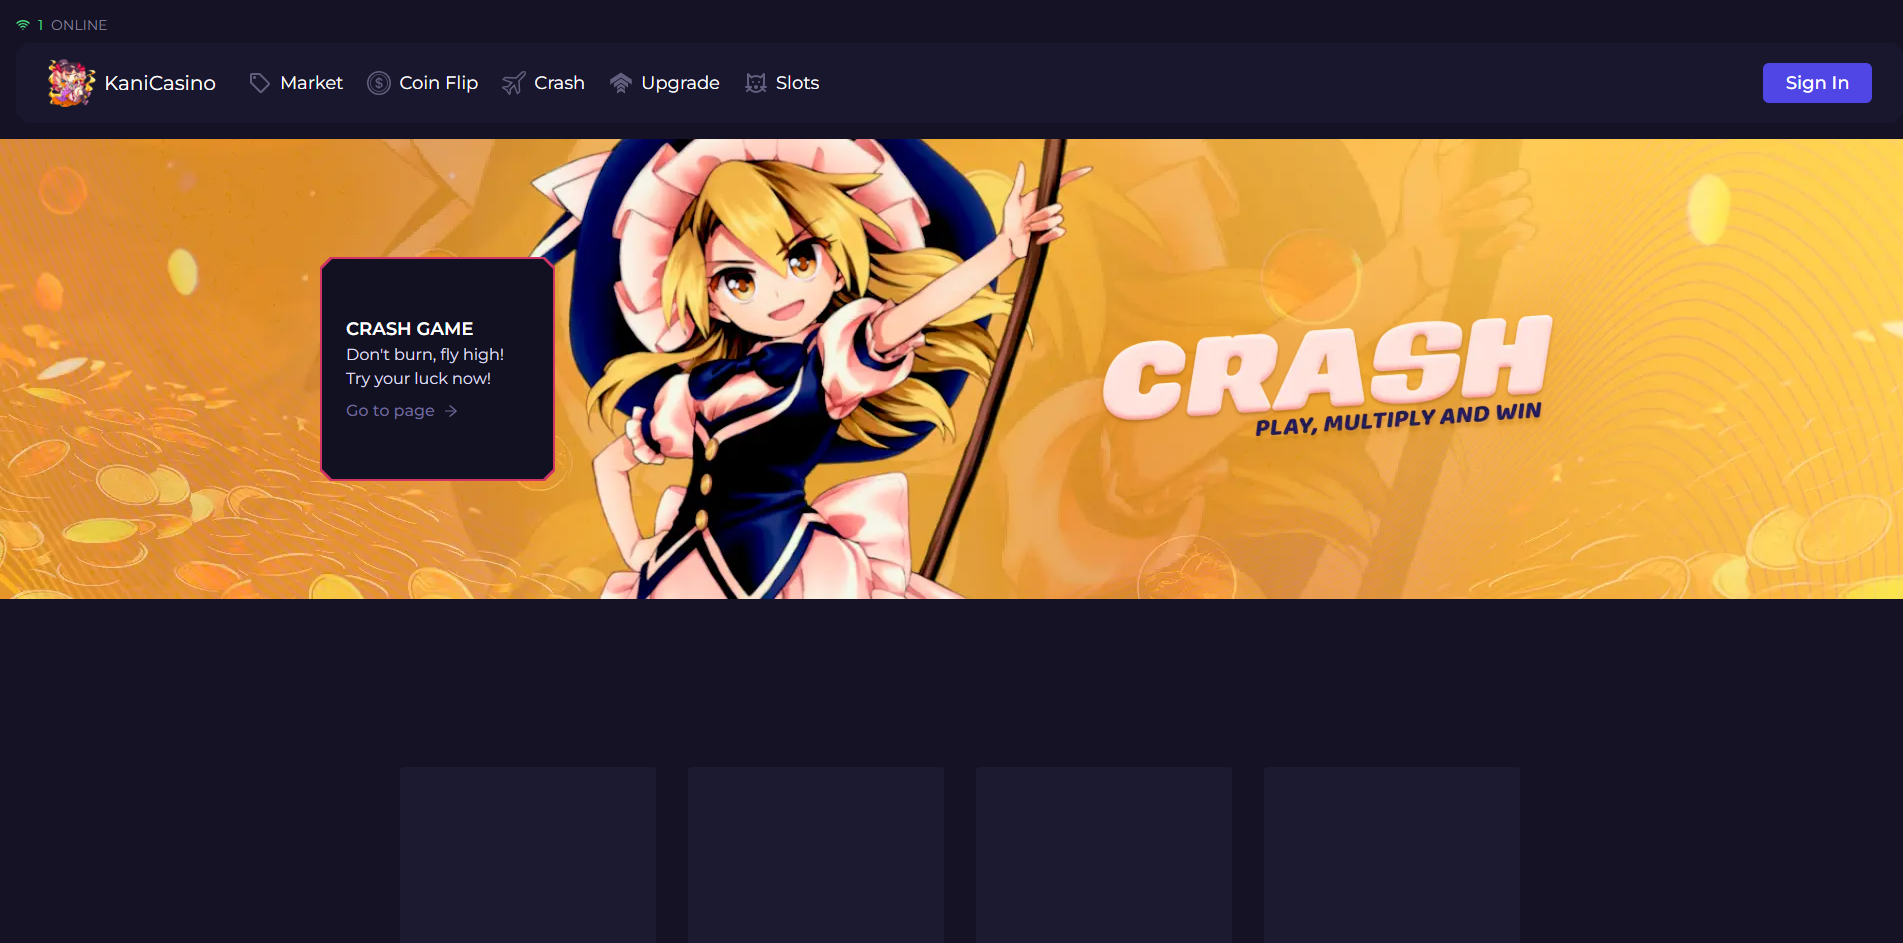 1 ONLINE
KaniCasino
Market
Coin Flip
Crash
Upgrade
Slots
Sign In
CRASH GAME
Don't burn, fly high!
Try your luck now!
Go to page
CRASH
PLAY, MULTIPLY AND WIN